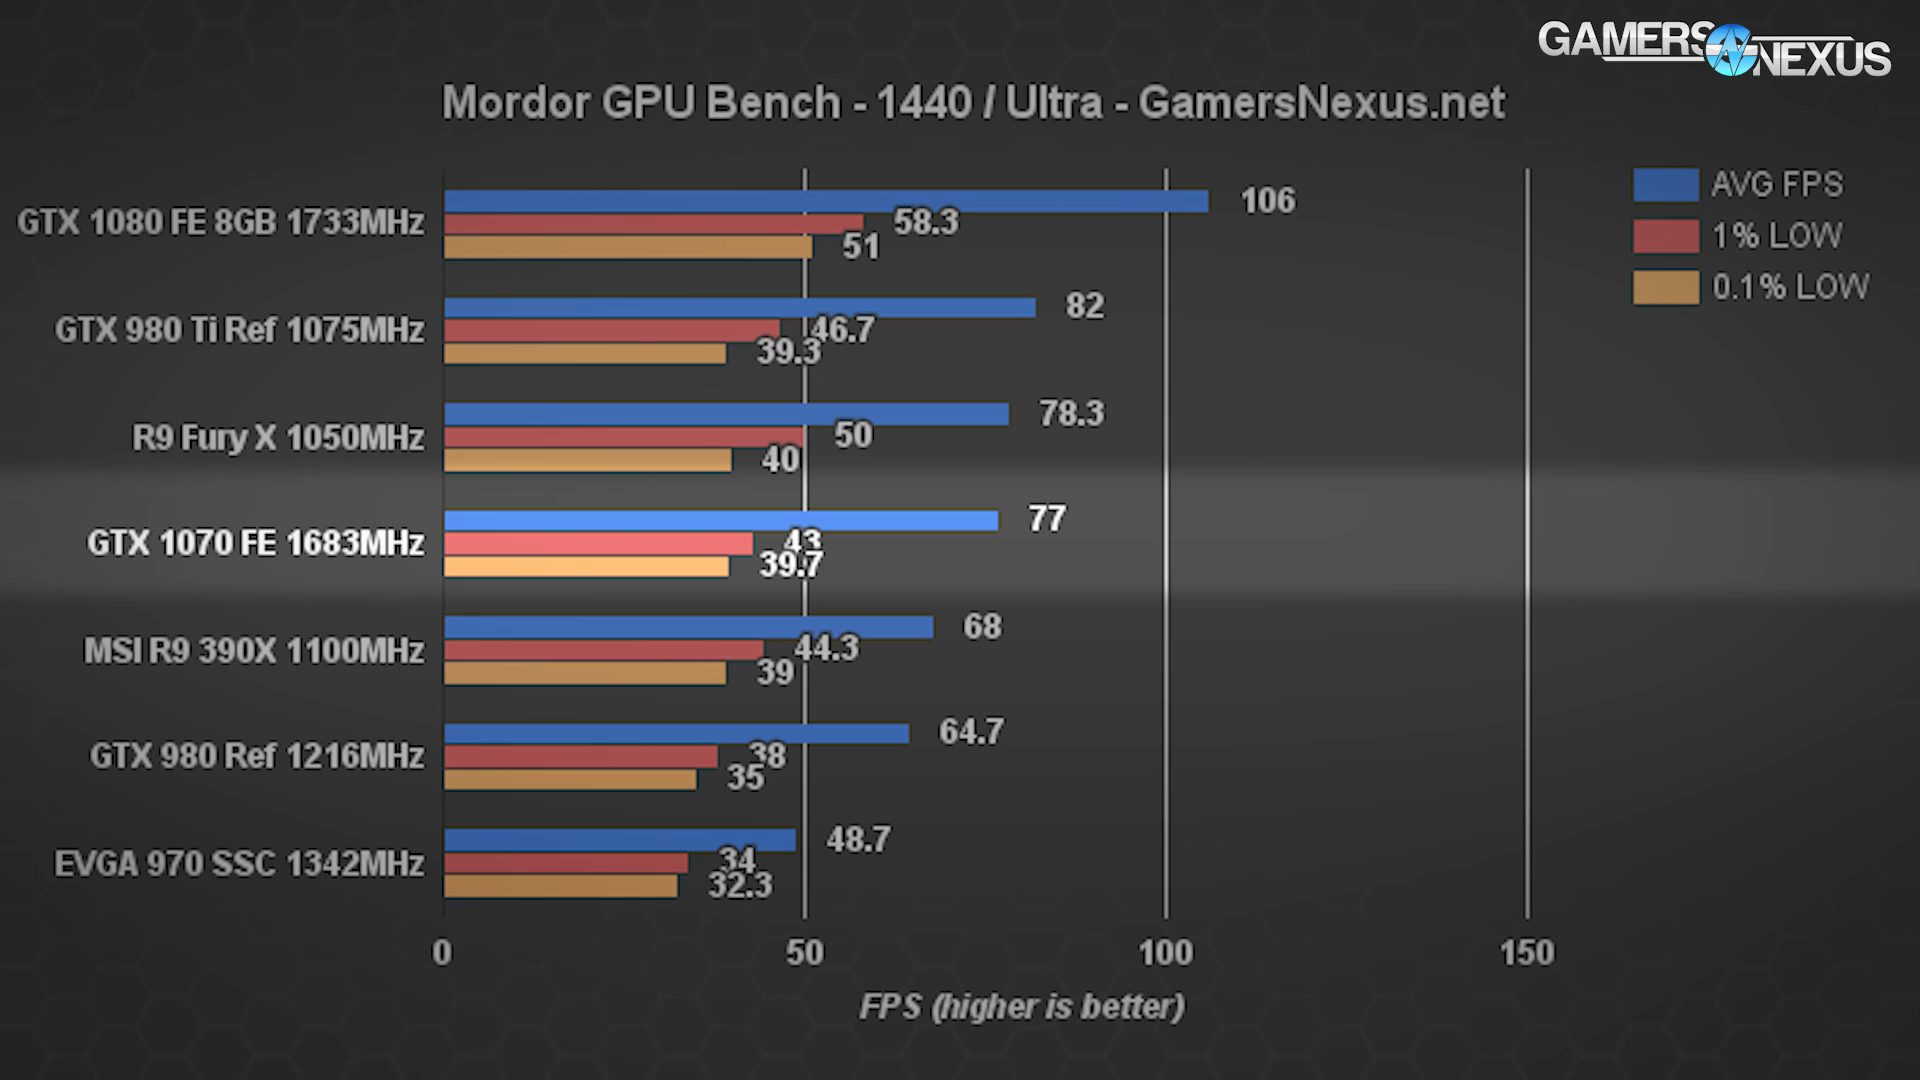 GAMERS NEXUS
Mordor GPU Bench - 1440 / Ultra - GamersNexus.net
AVG FPS
1% LOW
0.1% LOW
GTX 1080 FE 8GB 1733MHz
106
58.3
51
GTX 980 Ti Ref 1075MHz
82
46.7
39.3
R9 Fury X 1050MHz
78.3
50
40
GTX 1070 FE 1683MHz
77
43
39.7
MSI R9 390X 1100MHz
68
44.3
39
GTX 980 Ref 1216MHz
64.7
38
35
EVGA 970 SSC 1342MHz
48.7
34
32.3
0 50 100 150
FPS (higher is better)